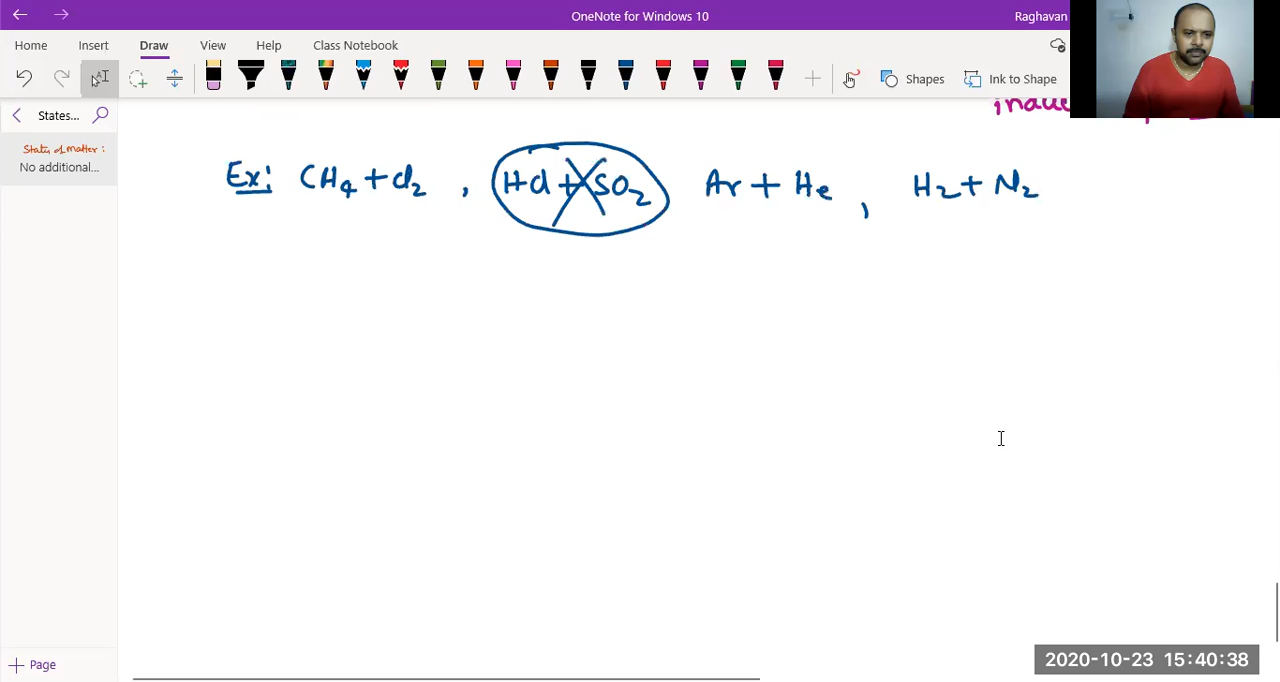 OneNote for Windows 10
Raghavan
Home Insert Draw View Help Class Notebook
Shapes Ink to Shape
States...
States of matter :
No additional...
Ex: CH4 + Cl2 , HCl + SO2 Ar + He , H2 + N2
+ Page
2020-10-23 15:40:38